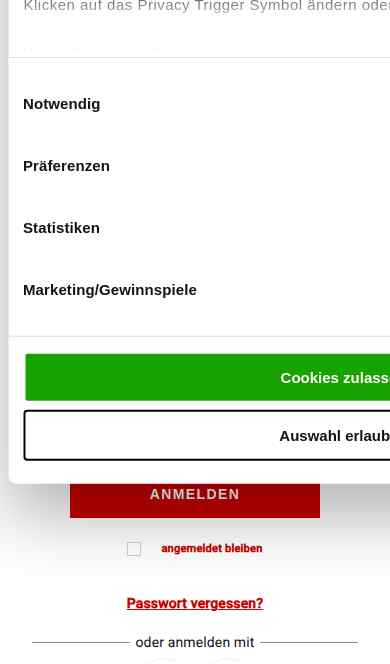 Klicken auf das Privacy Trigger Symbol ändern oder
Notwendig
Präferenzen
Statistiken
Marketing/Gewinnspiele
Cookies zulass
Auswahl erlaub
ANMELDEN
angemeldet bleiben
Passwort vergessen?
oder anmelden mit